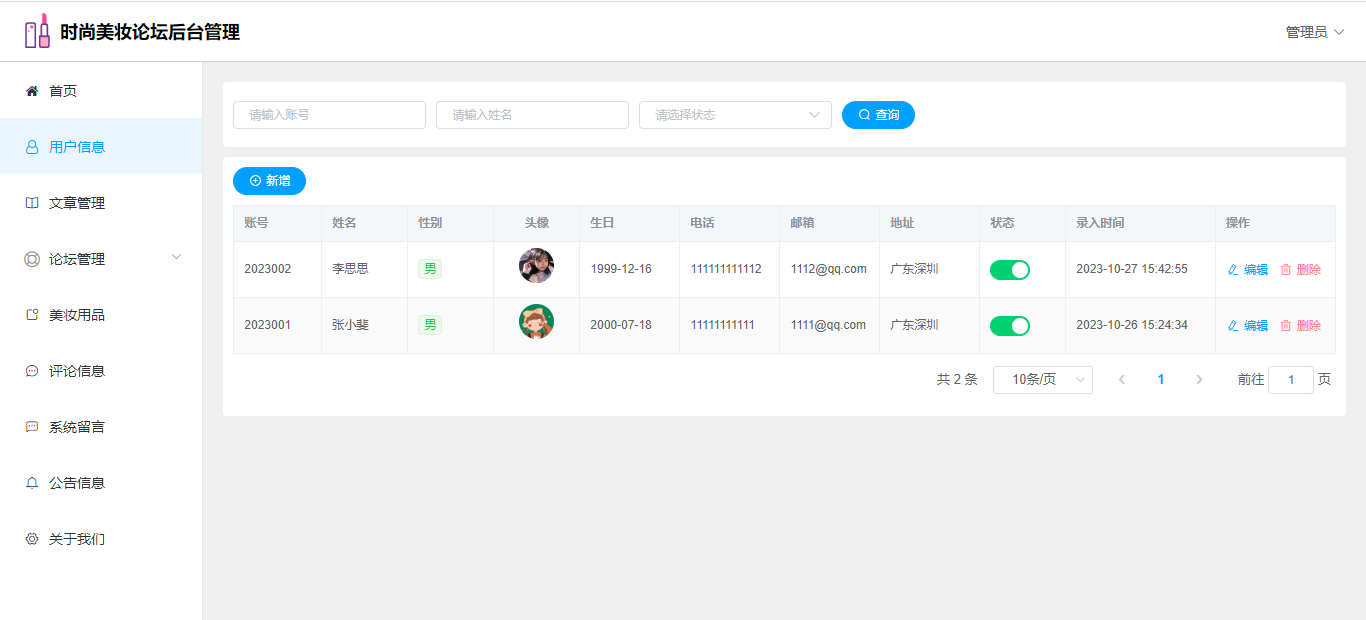 时尚美妆论坛后台管理
管理员
首页
用户信息
文章管理
论坛管理
美妆用品
评论信息
系统留言
公告信息
关于我们
请输入账号 请输入姓名 请选择状态 查询
新增
账号 姓名 性别 头像 生日 电话 邮箱 地址 状态 录入时间 操作
2023002 李思思 男 1999-12-16 111111111112 1112@qq.com 广东深圳 2023-10-27 15:42:55 编辑 删除
2023001 张小斐 男 2000-07-18 11111111111 1111@qq.com 广东深圳 2023-10-26 15:24:34 编辑 删除
共 2 条 10条/页 1 前往 1 页